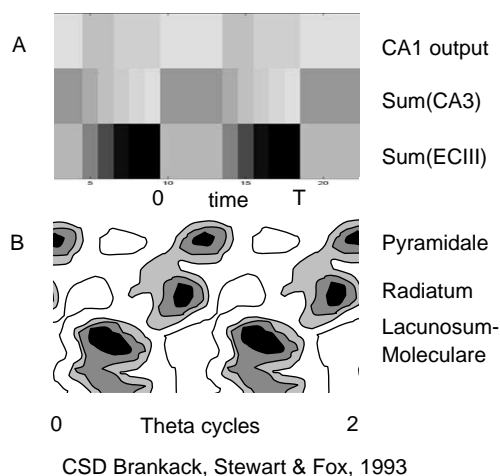 A
CA1 output
Sum(CA3)
Sum(ECIII)
5 10 15 20
0 time T
B
Pyramidale
Radiatum
Lacunosum-
Moleculare
0 Theta cycles 2
CSD Brankack, Stewart & Fox, 1993